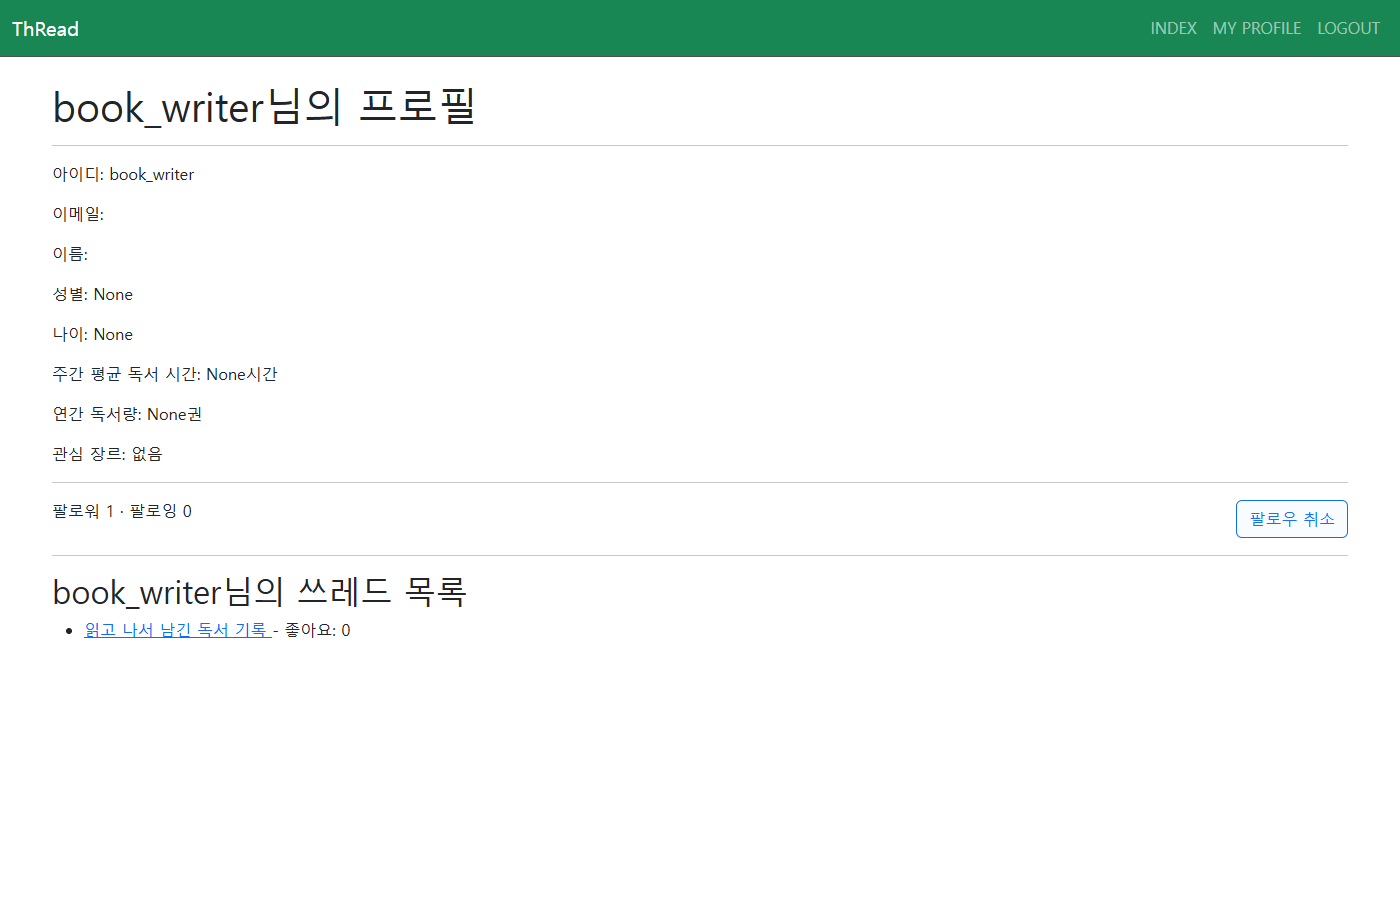 ThRead INDEX MY PROFILE LOGOUT
book_writer님의 프로필
아이디: book_writer
이메일:
이름:
성별: None
나이: None
주간 평균 독서 시간: None시간
연간 독서량: None권
관심 장르: 없음
팔로워 1 · 팔로잉 0 팔로우 취소
book_writer님의 쓰레드 목록
읽고 나서 남긴 독서 기록 - 좋아요: 0